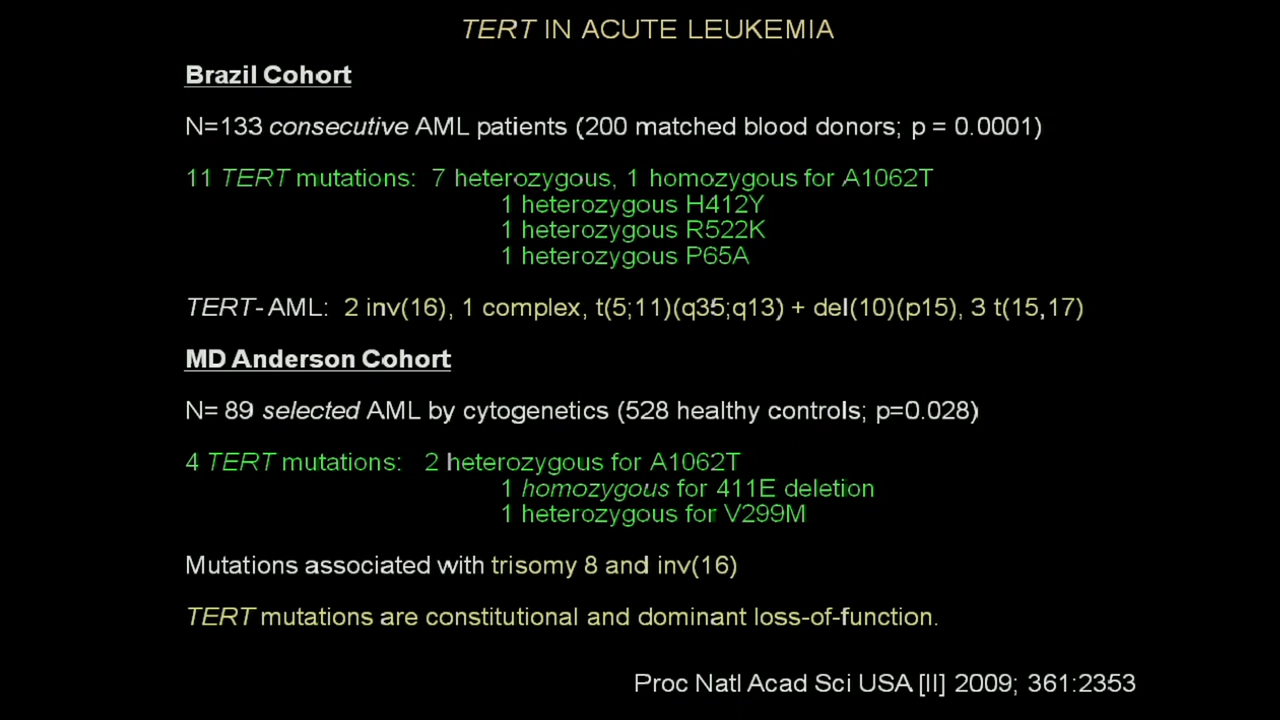 TERT IN ACUTE LEUKEMIA
Brazil Cohort
N=133 consecutive AML patients (200 matched blood donors; p = 0.0001)
11 TERT mutations: 7 heterozygous, 1 homozygous for A1062T
1 heterozygous H412Y
1 heterozygous R522K
1 heterozygous P65A
TERT- AML: 2 inv(16), 1 complex, t(5;11)(q35;q13) + del(10)(p15), 3 t(15,17)
MD Anderson Cohort
N= 89 selected AML by cytogenetics (528 healthy controls; p=0.028)
4 TERT mutations: 2 heterozygous for A1062T
1 homozygous for 411E deletion
1 heterozygous for V299M
Mutations associated with trisomy 8 and inv(16)
TERT mutations are constitutional and dominant loss-of-function.
Proc Natl Acad Sci USA [II] 2009; 361:2353